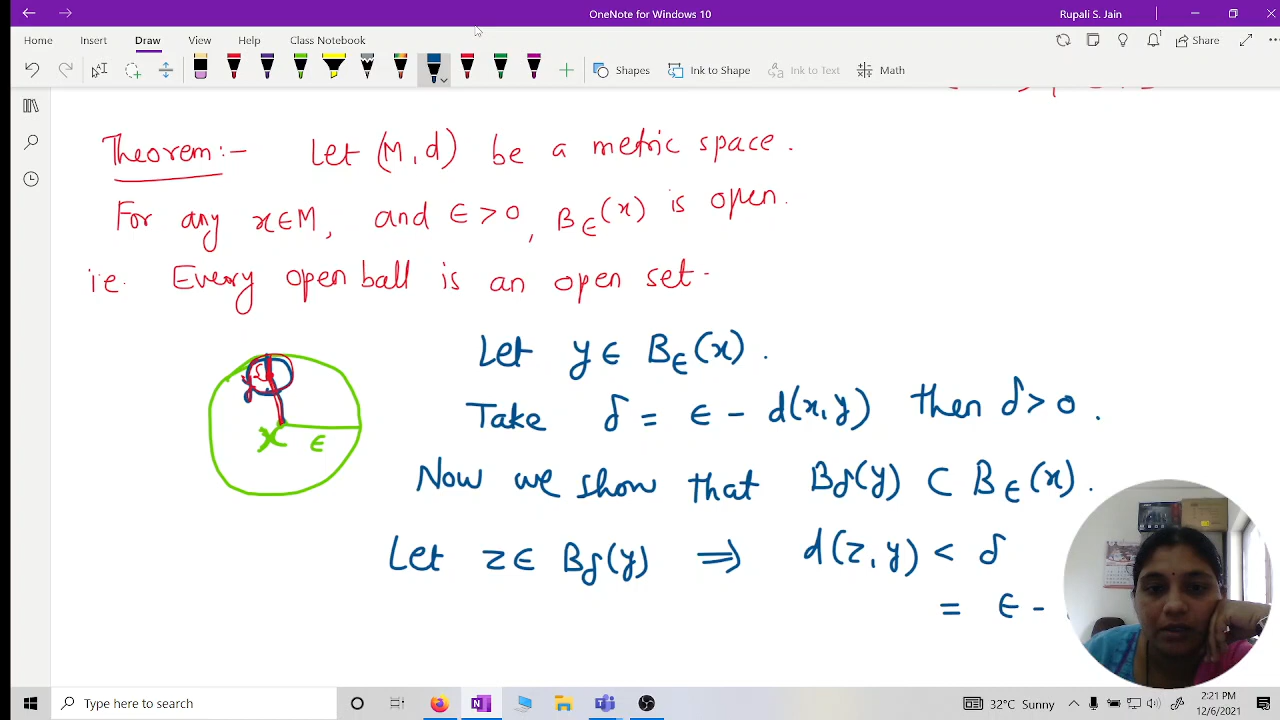 OneNote for Windows 10
Rupali S. Jain
Home Insert Draw View Help Class Notebook
Share
Shapes Ink to Shape Ink to Text Math
Theorem:- Let (M, d) be a metric space.
For any x∈M, and ∈ > 0, B∈(x) is open.
i.e. Every open ball is an open set.
Let y ∈ B∈(x).
Take δ = ∈ - d(x,y) then δ > 0.
Now we show that Bδ(y) ⊂ B∈(x).
x ∈
Let z ∈ Bδ(y) ⟹ d(z, y) < δ
= ∈ -
Type here to search
32°C Sunny
2:21 PM
12/6/2021